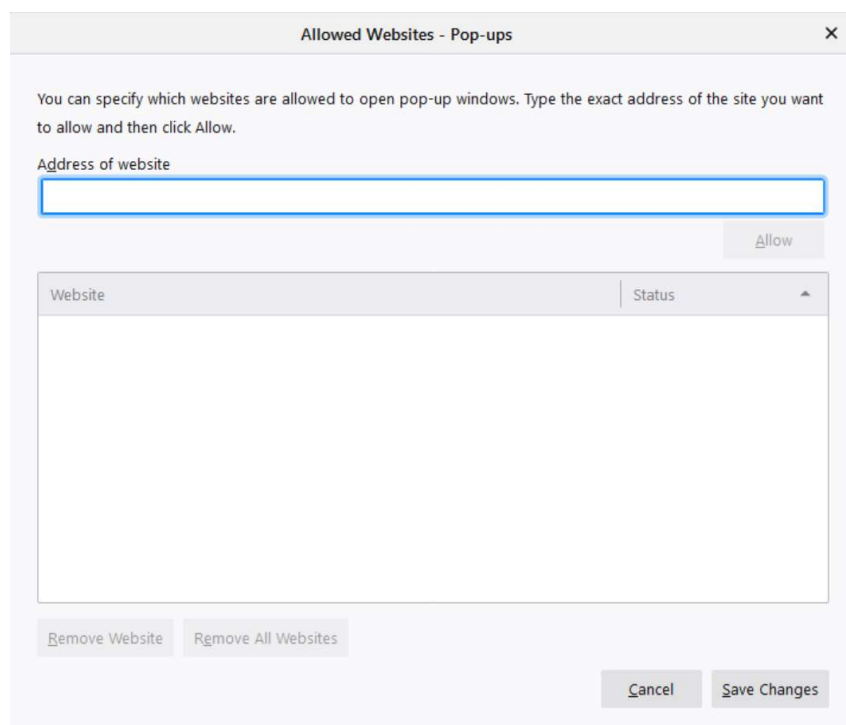 Allowed Websites - Pop-ups
You can specify which websites are allowed to open pop-up windows. Type the exact address of the site you want
to allow and then click Allow.
Address of website
Allow
Website Status
Remove Website Remove All Websites
Cancel Save Changes